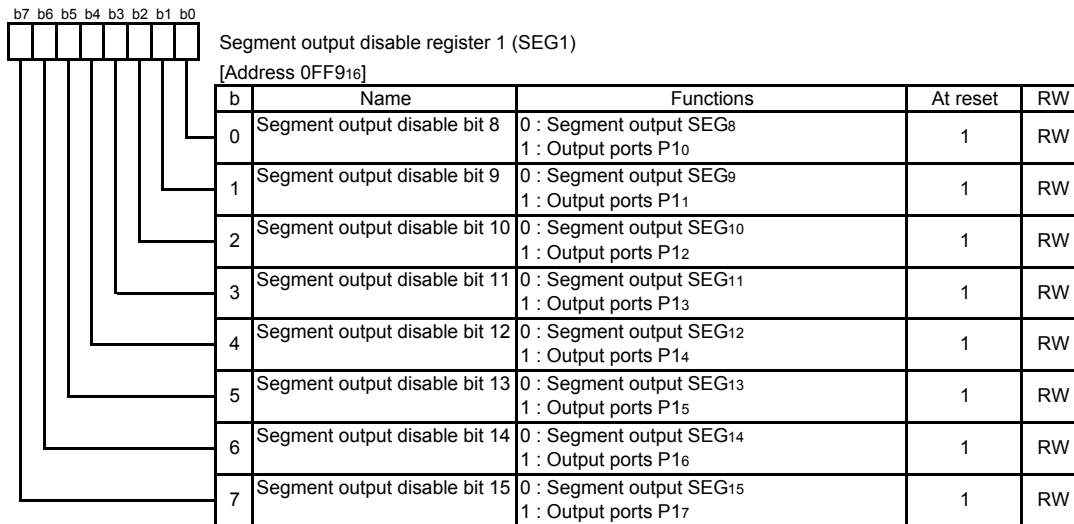 b7 b6 b5 b4 b3 b2 b1 b0
Segment output disable register 1 (SEG1)
[Address 0FF916]
b Name Functions At reset RW
0 Segment output disable bit 8 0 : Segment output SEG8 1 RW
1 : Output ports P10
1 Segment output disable bit 9 0 : Segment output SEG9 1 RW
1 : Output ports P11
2 Segment output disable bit 10 0 : Segment output SEG10 1 RW
1 : Output ports P12
3 Segment output disable bit 11 0 : Segment output SEG11 1 RW
1 : Output ports P13
4 Segment output disable bit 12 0 : Segment output SEG12 1 RW
1 : Output ports P14
5 Segment output disable bit 13 0 : Segment output SEG13 1 RW
1 : Output ports P15
6 Segment output disable bit 14 0 : Segment output SEG14 1 RW
1 : Output ports P16
7 Segment output disable bit 15 0 : Segment output SEG15 1 RW
1 : Output ports P17